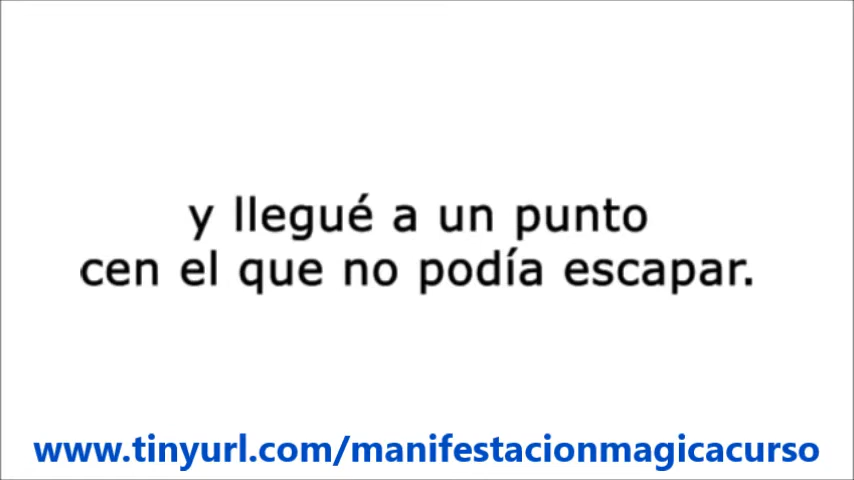 y llegué a un punto
cen el que no podía escapar.
www.tinyurl.com/manifestacionmagicacurso